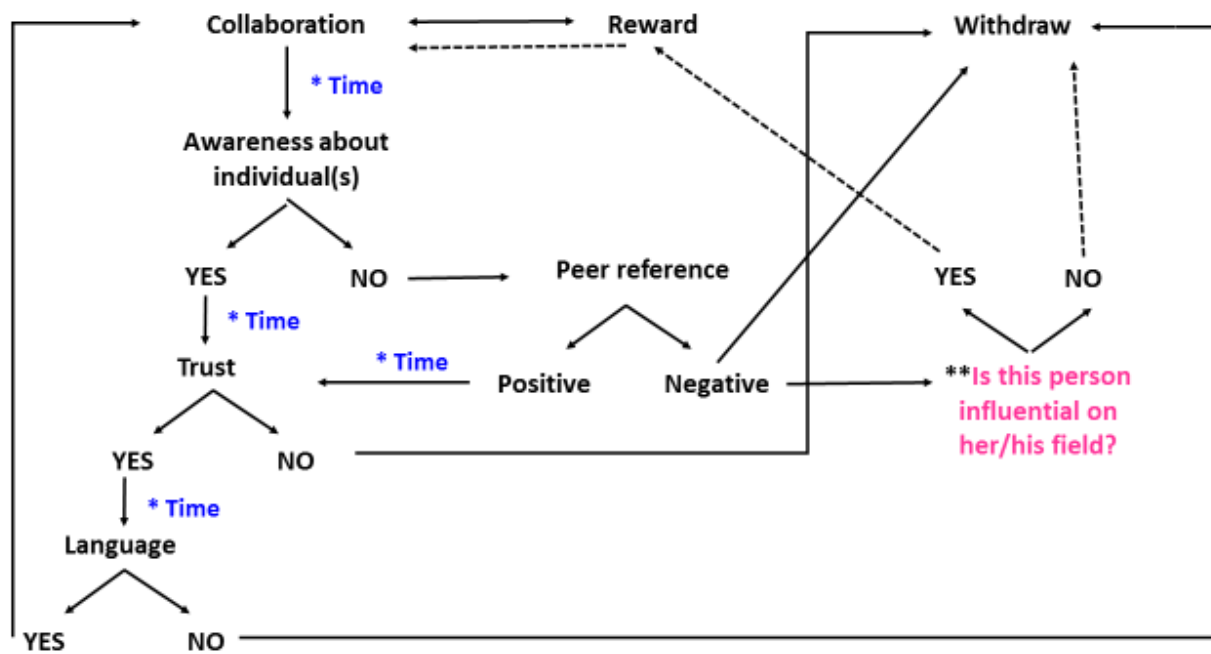 Collaboration
Reward
Withdraw
* Time
Awareness about
individual(s)
YES
NO
Peer reference
YES
NO
* Time
Trust
* Time
Positive
Negative
**Is this person
influential on
her/his field?
YES
NO
* Time
Language
YES
NO